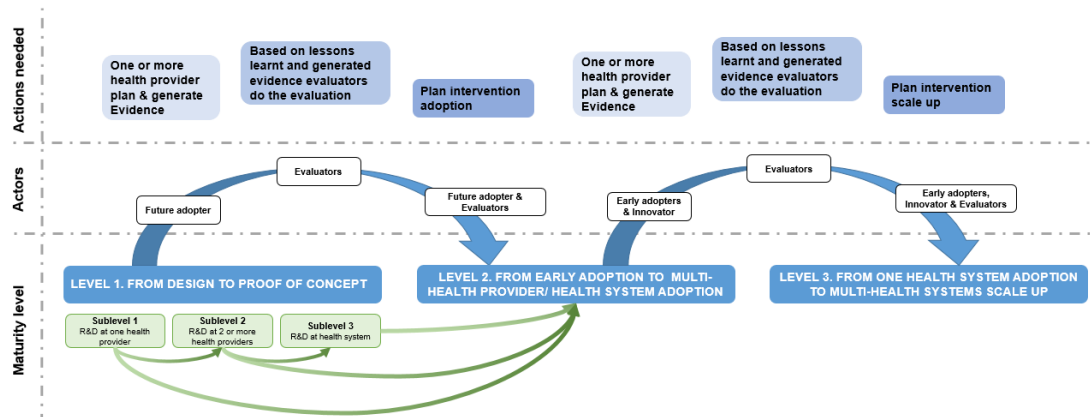 Actions needed
One or more
health provider
plan & generate
Evidence
Based on lessons
learnt and generated
evidence evaluators
do the evaluation
Plan intervention
adoption
One or more
health provider
plan & generate
Evidence
Based on lessons
learnt and generated
evidence evaluators
do the evaluation
Plan intervention
scale up
Actors
Future adopter
Evaluators
Future adopter &
Evaluators
Early adopters
& Innovator
Evaluators
Early adopters,
Innovator & Evaluators
Maturity level
LEVEL 1. FROM DESIGN TO PROOF OF CONCEPT
LEVEL 2. FROM EARLY ADOPTION TO MULTI-
HEALTH PROVIDER/ HEALTH SYSTEM ADOPTION
LEVEL 3. FROM ONE HEALTH SYSTEM ADOPTION
TO MULTI-HEALTH SYSTEMS SCALE UP
Sublevel 1
R&D at one health
provider
Sublevel 2
R&D at 2 or more
health providers
Sublevel 3
R&D at health system